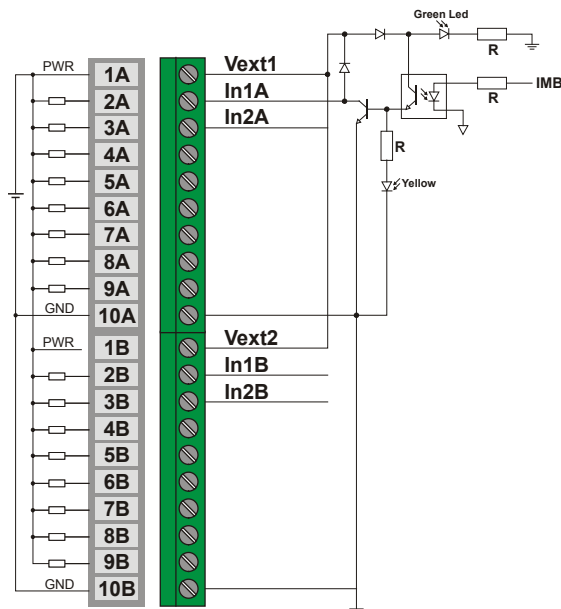 Green Led
R
PWR
1A
Vext1
IMB
R
2A
In1A
3A
In2A
R
4A
5A
Yellow
6A
7A
8A
9A
GND
10A
PWR
1B
Vext2
2B
In1B
3B
In2B
4B
5B
6B
7B
8B
9B
GND
10B